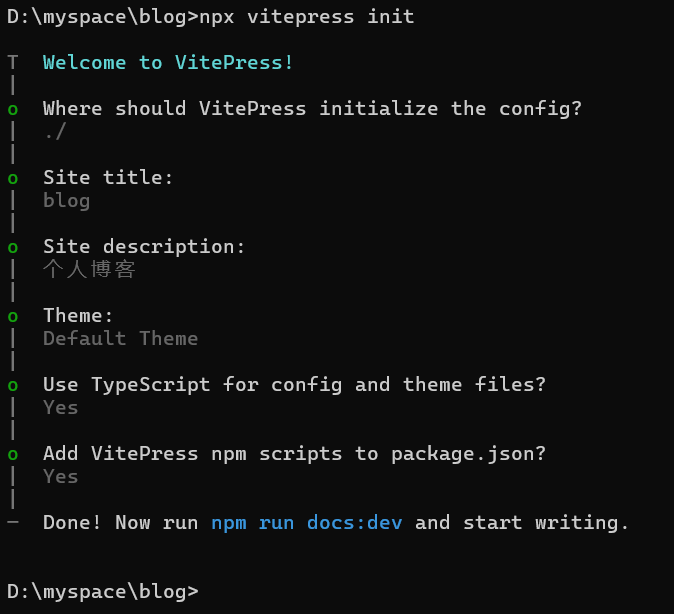 D:\myspace\blog>npx vitepress init
T  Welcome to VitePress!
|
o  Where should VitePress initialize the config?
|  ./
|
o  Site title:
|  blog
|
o  Site description:
|  个人博客
|
o  Theme:
|  Default Theme
|
o  Use TypeScript for config and theme files?
|  Yes
|
o  Add VitePress npm scripts to package.json?
|  Yes
|
—  Done! Now run npm run docs:dev and start writing.
D:\myspace\blog>